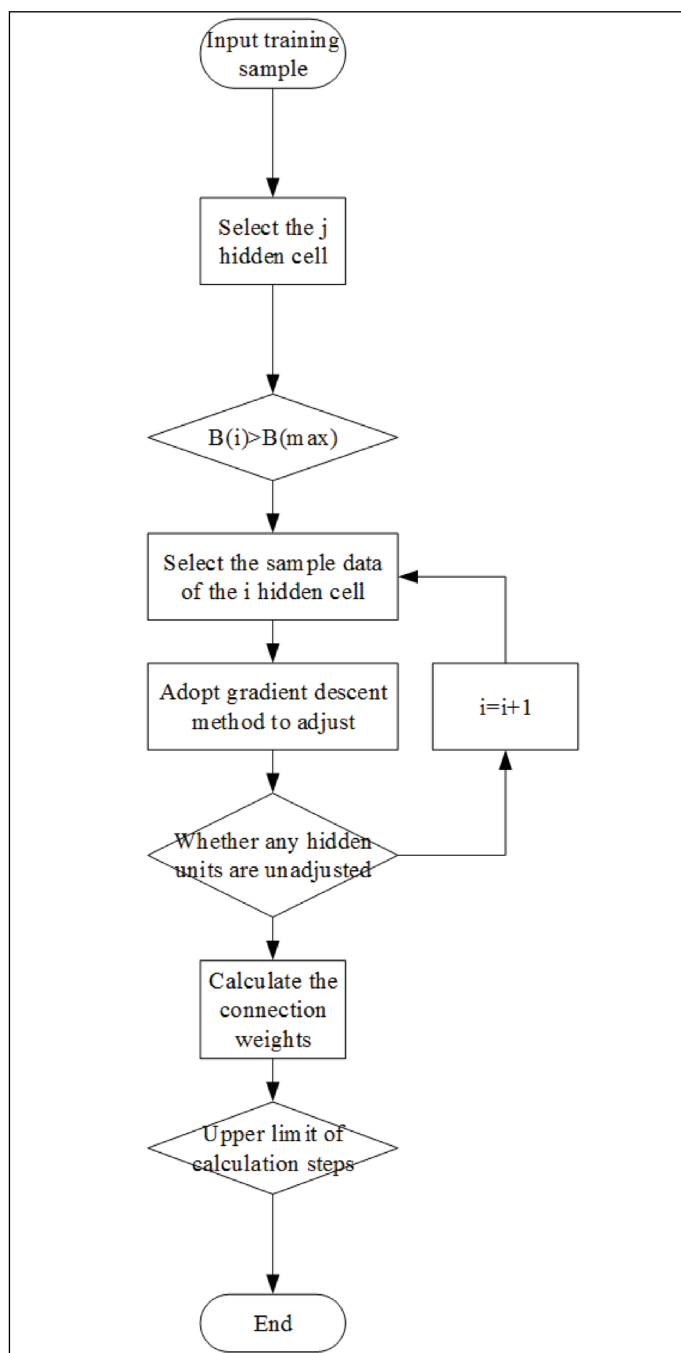 Input training
sample
Select the j
hidden cell
B(i)>B(max)
Select the sample data
of the i hidden cell
Adopt gradient descent
method to adjust
i=i+1
Whether any hidden
units are unadjusted
Calculate the
connection
weights
Upper limit of
calculation steps
End